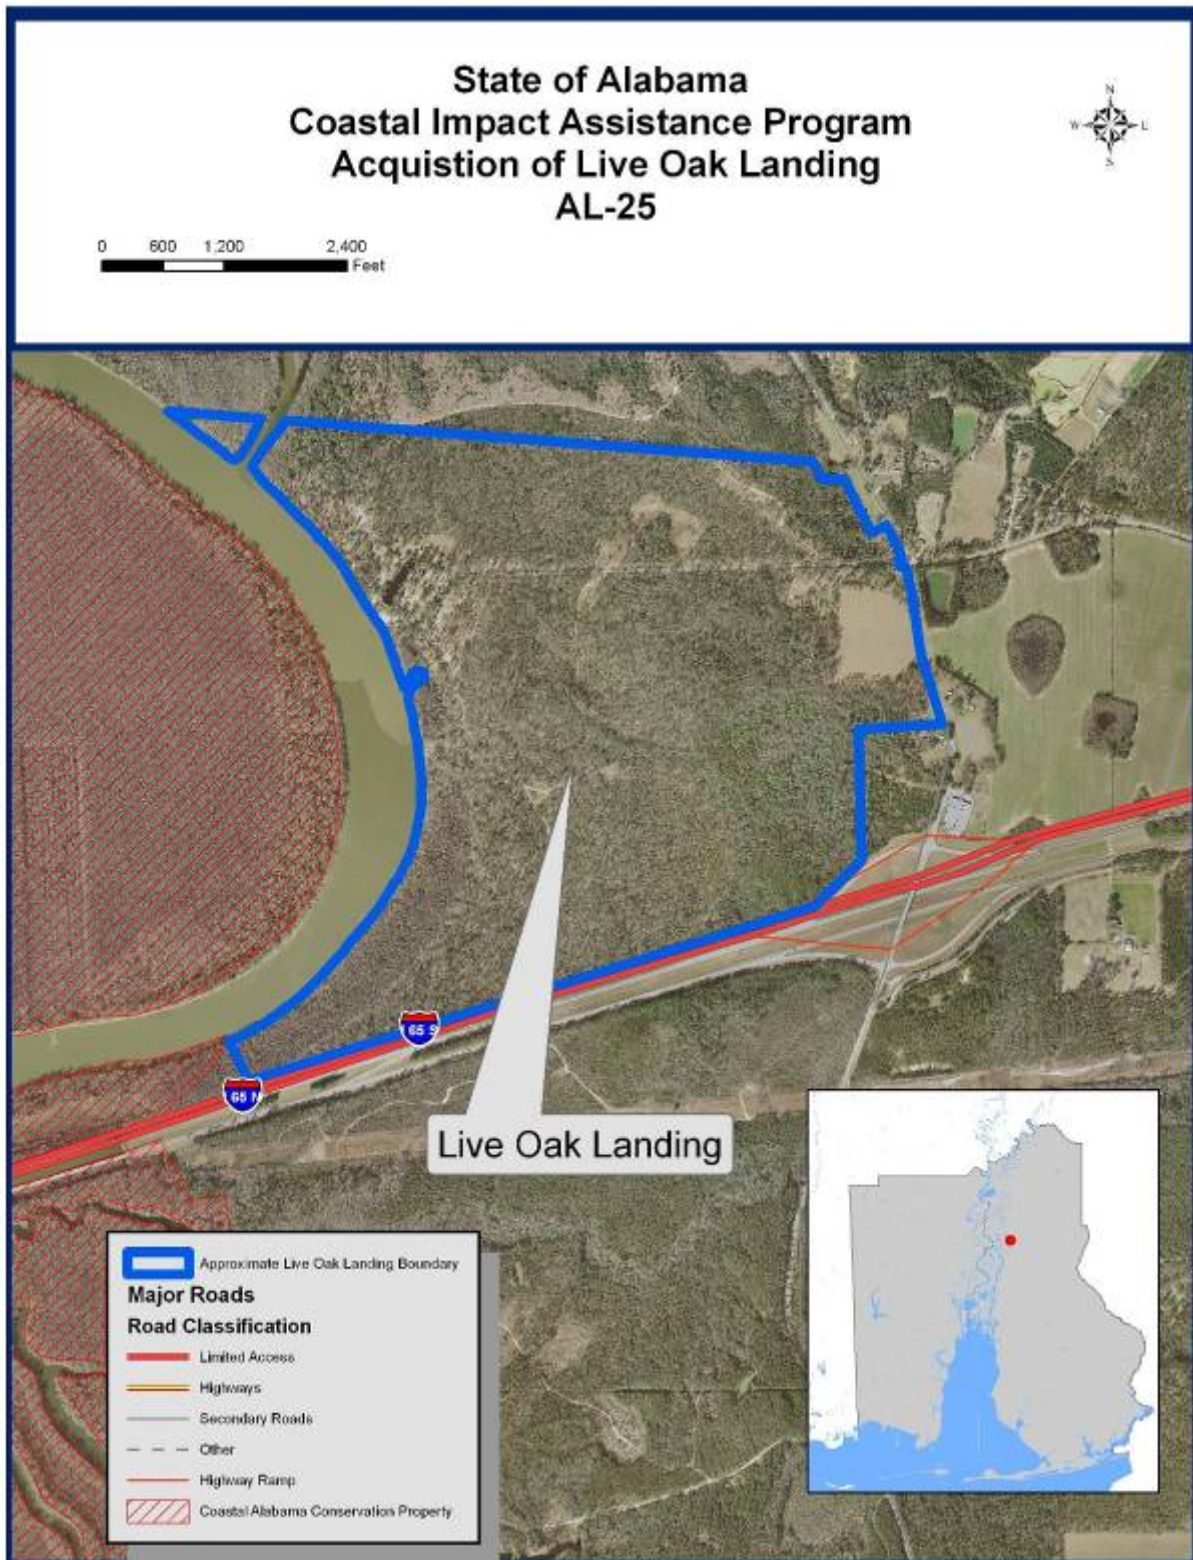 State of Alabama
Coastal Impact Assistance Program
Acquistion of Live Oak Landing
AL-25
N
W L
S
0 600 1,200 2,400
Feet
65 S
65 N
Live Oak Landing
Approximate Live Oak Landing Boundary
Major Roads
Road Classification
Limited Access
Highways
Secondary Roads
Other
Highway Ramp
Coastal Alabama Conservation Property